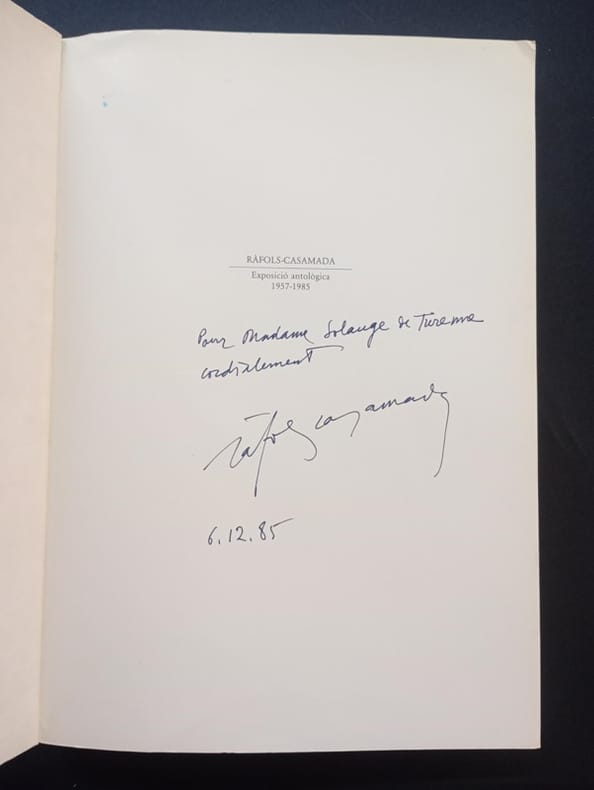 RÀFOLS-CASAMADA
Exposició antològica
1957-1985
Pour Madame Solange de Turenne
cordialement
ràfols casamada
6.12.85